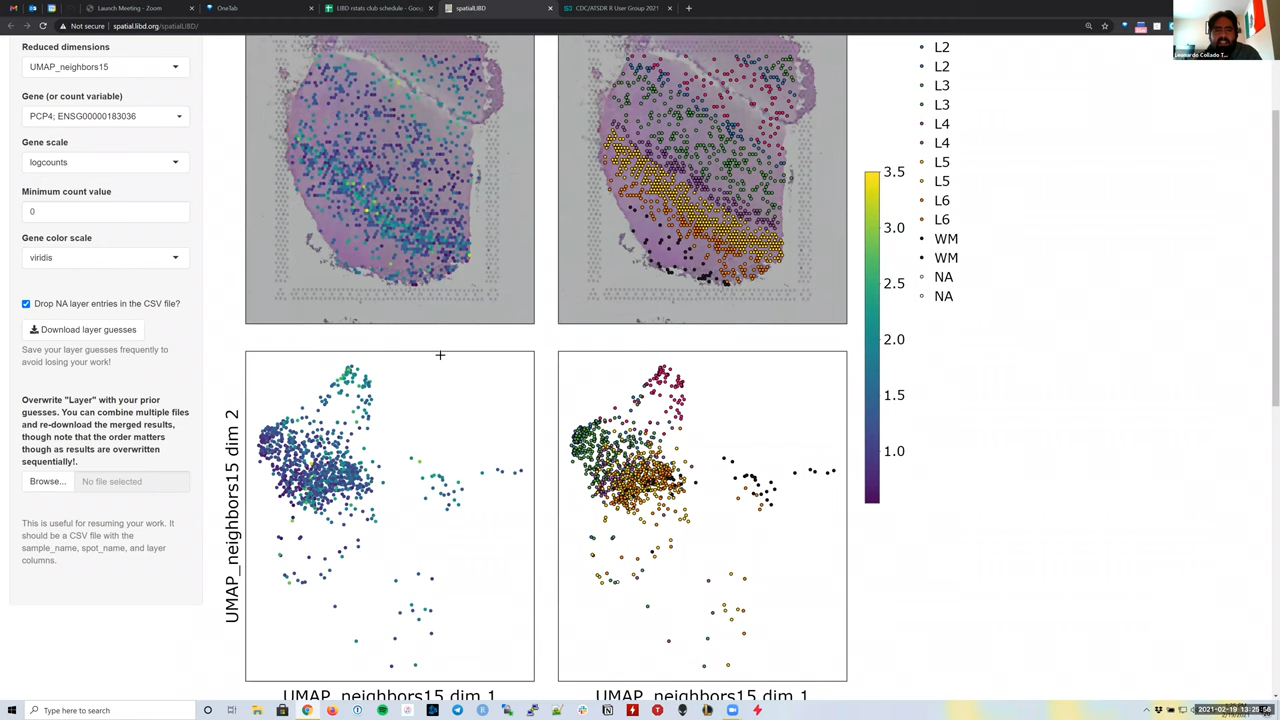 Launch Meeting - Zoom
OneTab
LIBD rstats club schedule - G
spatialLIBD
CDC/ATSDR R User Group 2021
Not secure
spatial.libd.org/spatialLIBD/
Leonardo Collado T...
Reduced dimensions
UMAP_neighbors15
Gene (or count variable)
PCP4; ENSG00000183036
Gene scale
logcounts
Minimum count value
0
Gene color scale
viridis
Drop NA layer entries in the CSV file?
Download layer guesses
Save your layer guesses frequently to
avoid losing your work!
Overwrite "Layer" with your prior
guesses. You can combine multiple files
and re-download the merged results,
though note that the order matters
though as results are overwritten
sequentially!.
Browse...
No file selected
This is useful for resuming your work. It
should be a CSV file with the
sample_name, spot_name, and layer
columns.
UMAP_neighbors15 dim 2
UMAP_neighbors15 dim 1
UMAP_neighbors15 dim 1
3.5
3.0
2.5
2.0
1.5
1.0
L2
L2
L3
L3
L4
L4
L5
L5
L6
L6
WM
WM
NA
NA
Type here to search
2021-02-19 13:26:56